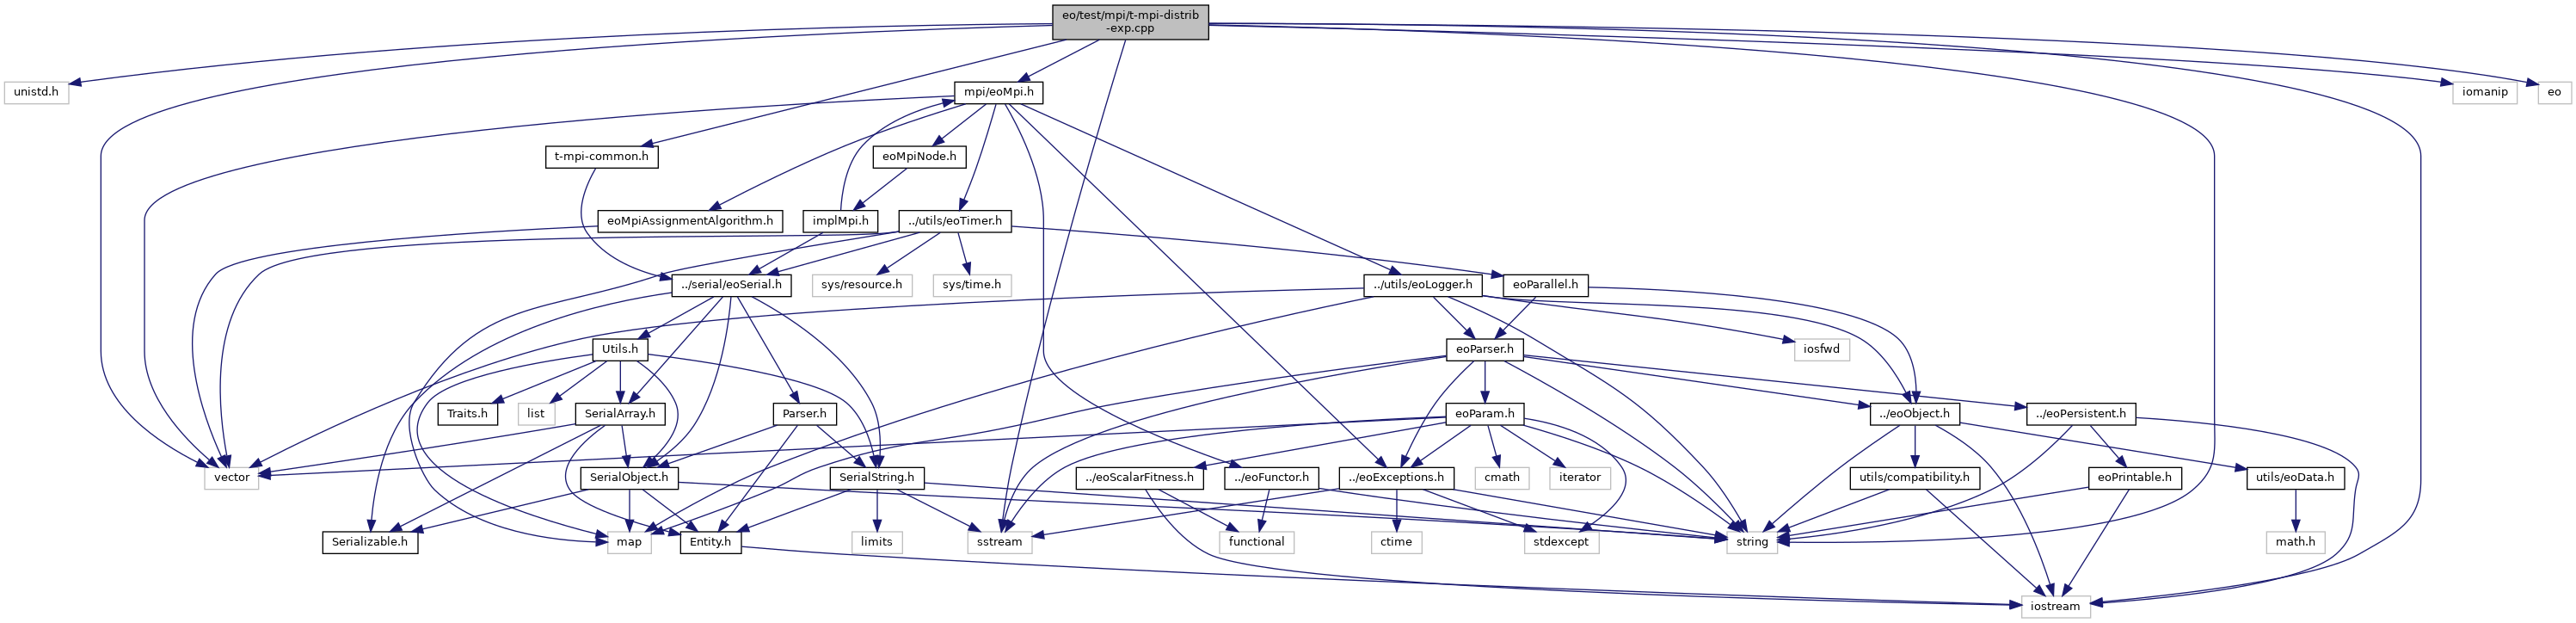 eo/test/mpi/t-mpi-distrib
-exp.cpp
unistd.h
mpi/eoMpi.h
iomanip
eo
t-mpi-common.h
eoMpiNode.h
eoMpiAssignmentAlgorithm.h
implMpi.h
../utils/eoTimer.h
../serial/eoSerial.h
sys/resource.h
sys/time.h
../utils/eoLogger.h
eoParallel.h
Utils.h
eoParser.h
iosfwd
Traits.h
list
SerialArray.h
Parser.h
eoParam.h
../eoObject.h
../eoPersistent.h
vector
SerialObject.h
SerialString.h
../eoScalarFitness.h
../eoFunctor.h
../eoExceptions.h
cmath
iterator
utils/compatibility.h
eoPrintable.h
utils/eoData.h
Serializable.h
map
Entity.h
limits
sstream
functional
ctime
stdexcept
string
math.h
iostream